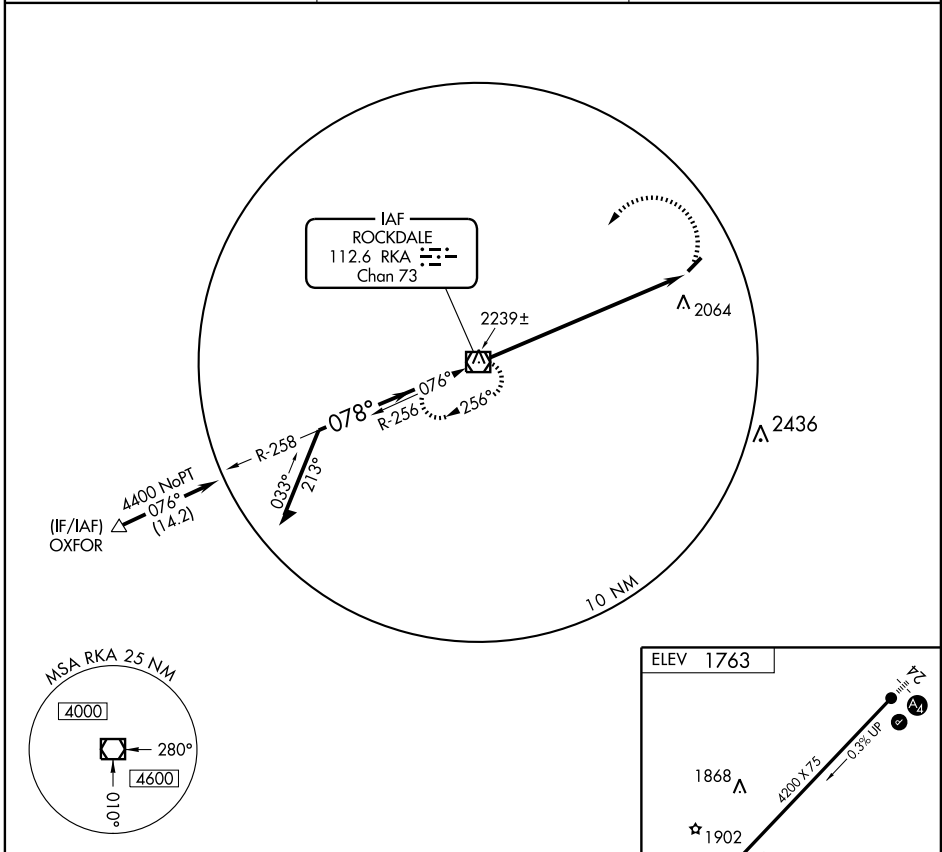 IAF
ROCKDALE
112.6 RKA
Chan 73
2239±
2064
2436
076°
R-256
256°
078°
R-258
033°
213°
4400 NoPT
076°
(14.2)
(IF/IAF)
OXFOR
10 NM
MSA RKA 25 NM
4000
280°
4600
010°
ELEV 1763
24
A4
P
0.3% UP
4200 X 75
1868
1902